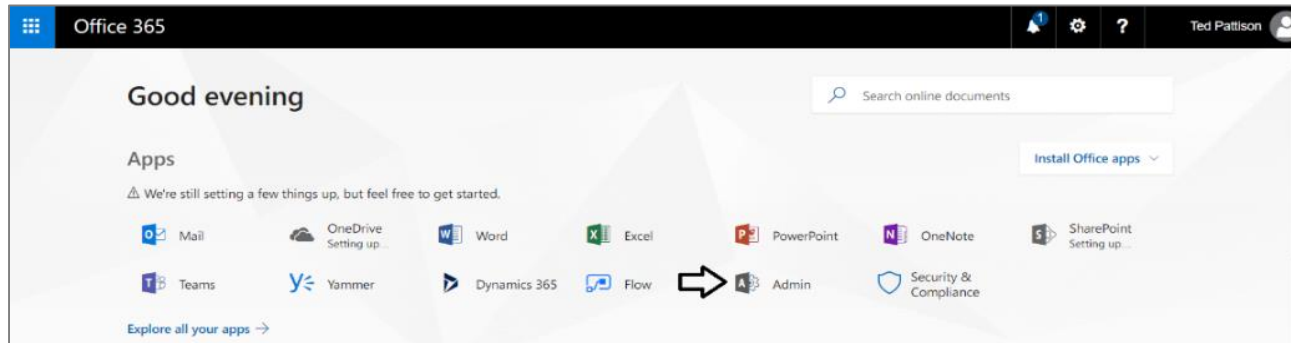 Office 365
1
?
Ted Pattison
Good evening
Search online documents
Apps
Install Office apps
We're still setting a few things up, but feel free to get started.
Mail
OneDrive
Setting up...
Word
Excel
PowerPoint
OneNote
SharePoint
Setting up...
Teams
Yammer
Dynamics 365
Flow
Admin
Security &
Compliance
Explore all your apps →